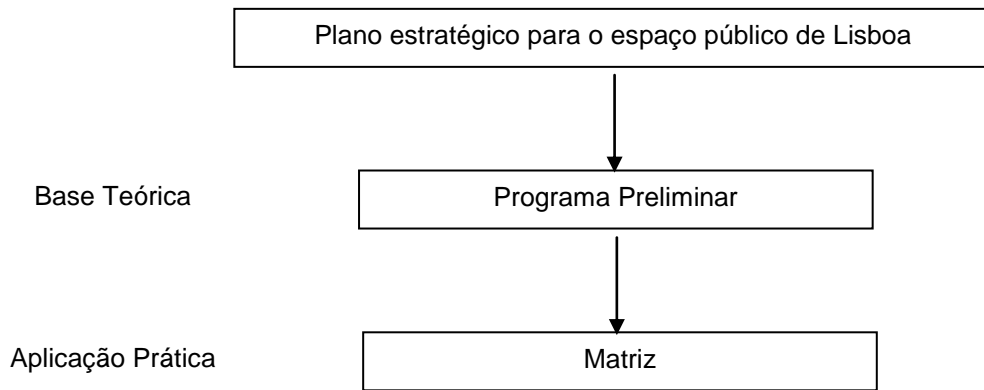 Plano estratégico para o espaço público de Lisboa
Base Teórica
Programa Preliminar
Aplicação Prática
Matriz